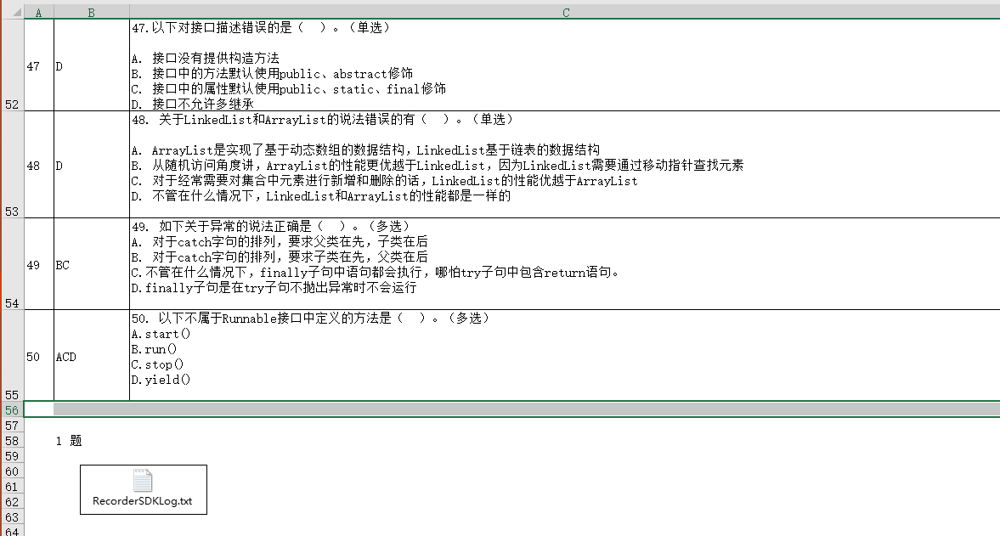 A B C
47.以下对接口描述错误的是（　）。（单选）
A. 接口没有提供构造方法
47 D
B. 接口中的方法默认使用public、abstract修饰
C. 接口中的属性默认使用public、static、final修饰
52
D. 接口不允许多继承
48. 关于LinkedList和ArrayList的说法错误的有（　）。（单选）
A. ArrayList是实现了基于动态数组的数据结构，LinkedList基于链表的数据结构
48 D
B. 从随机访问角度讲，ArrayList的性能更优越于LinkedList，因为LinkedList需要通过移动指针查找元素
C. 对于经常需要对集合中元素进行新增和删除的话，LinkedList的性能优越于ArrayList
D. 不管在什么情况下，LinkedList和ArrayList的性能都是一样的
53
49. 如下关于异常的说法正确是（　）。（多选）
A. 对于catch字句的排列，要求父类在先，子类在后
B. 对于catch字句的排列，要求子类在先，父类在后
49 BC
C.不管在什么情况下，finally子句中语句都会执行，哪怕try子句中包含return语句。
D.finally子句是在try子句不抛出异常时不会运行
54
50. 以下不属于Runnable接口中定义的方法是（　）。（多选）
A.start()
B.run()
50 ACD
C.stop()
D.yield()
55
56
57
58 1 题
59
60
61
RecorderSDKLog.txt
62
63
64